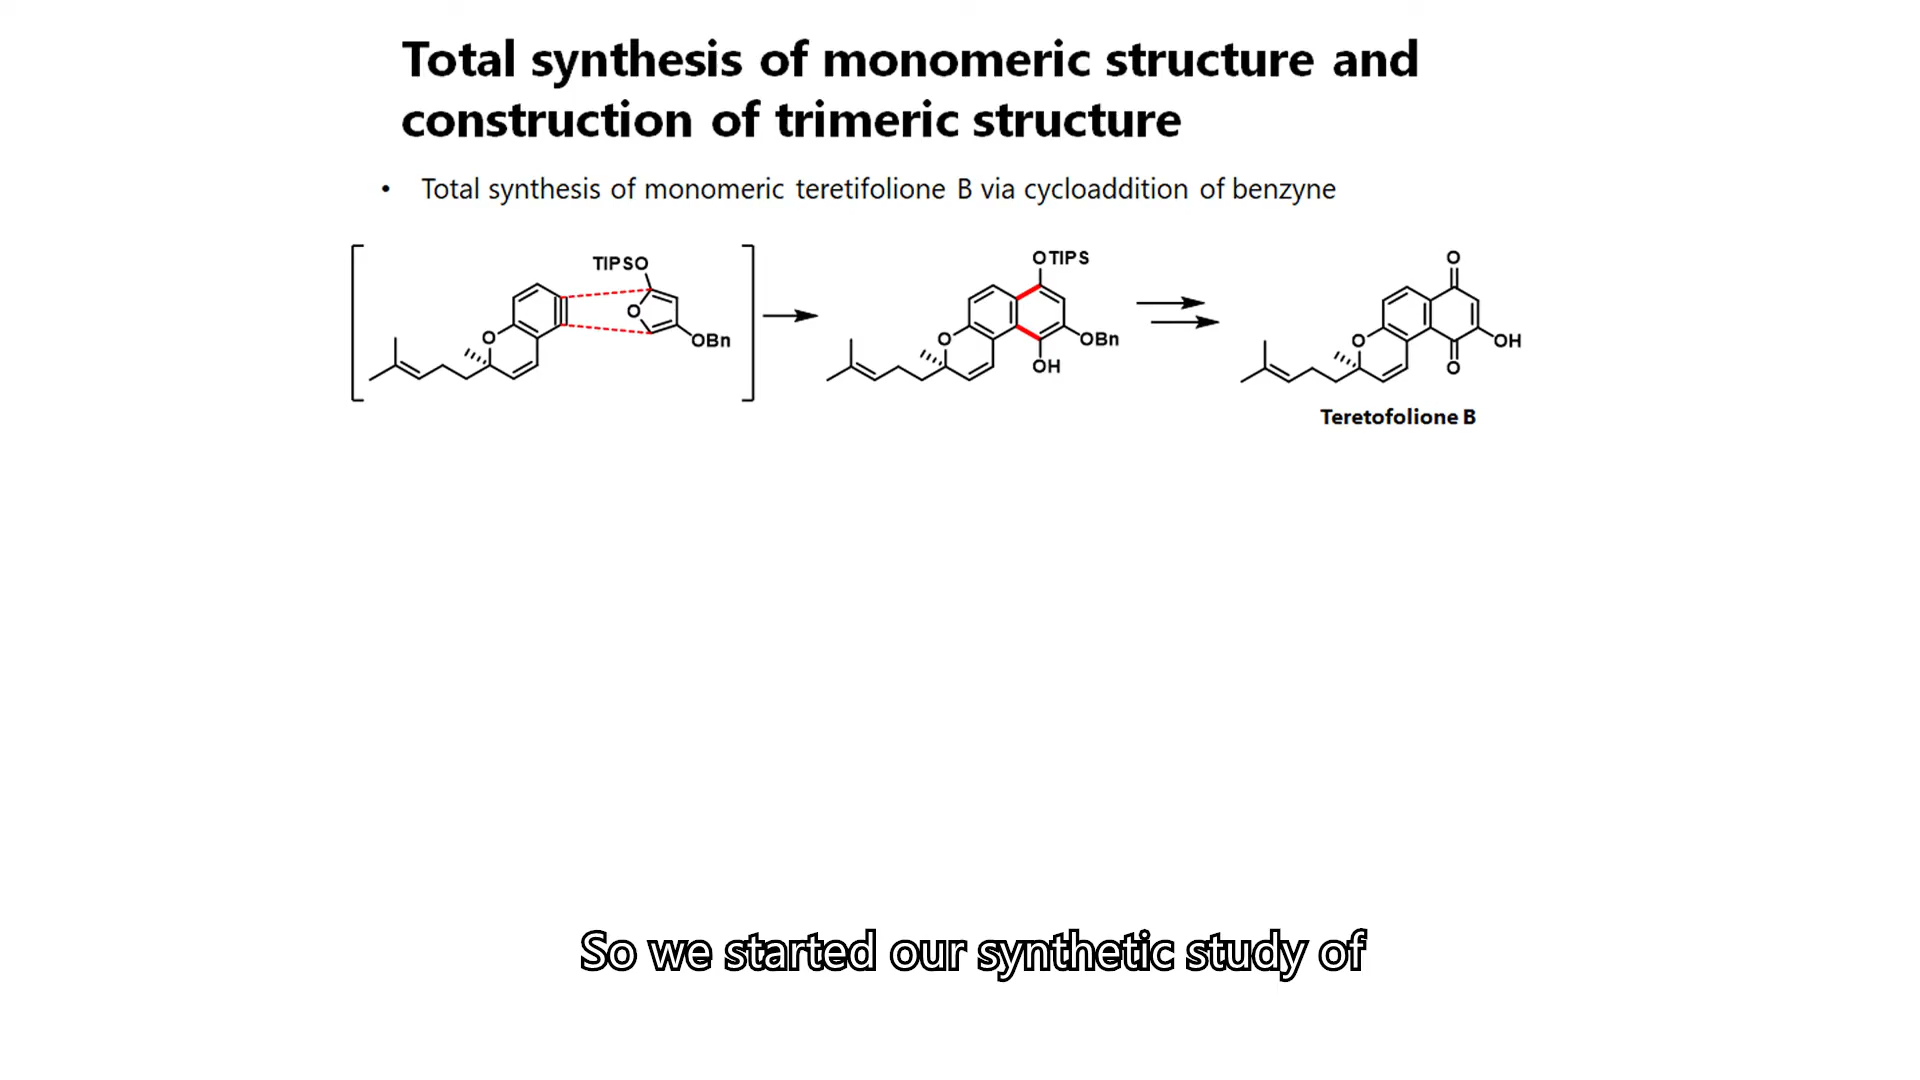 Total synthesis of monomeric structure and
construction of trimeric structure
• Total synthesis of monomeric teretifolione B via cycloaddition of benzyne
TIPSO
O
O
OBn
OTIPS
O
OBn
OH
O
O
OH
O
Teretofolione B
So we started our synthetic study of